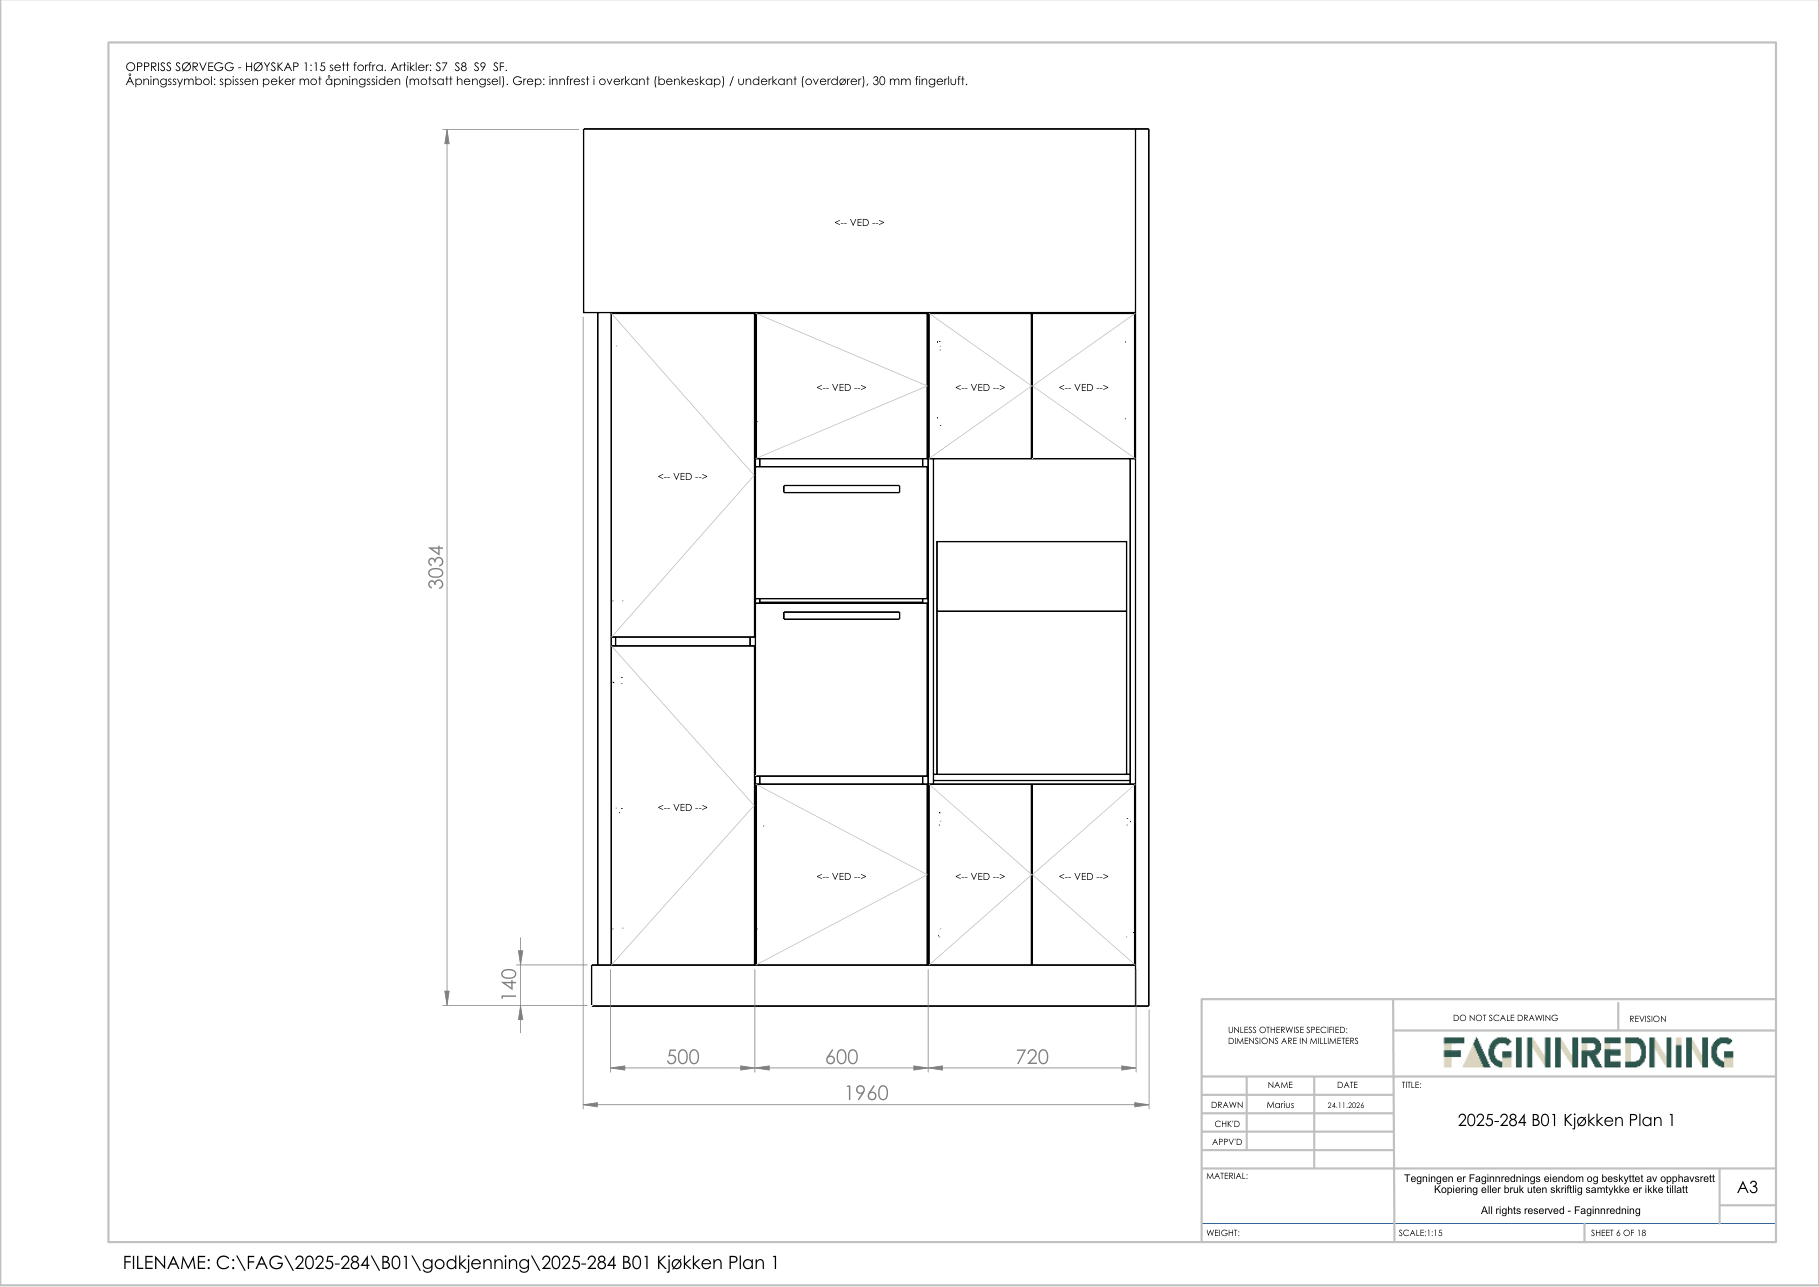 OPPRISS SØRVEGG - HØYSKAP 1:15 sett forfra. Artikler: S7 S8 S9 SF.
Åpningssymbol: spissen peker mot åpningssiden (motsatt hengsel). Grep: innfrest i overkant (benkeskap) / underkant (overdører), 30 mm fingerluft.
<-- VED -->
<-- VED -->
<-- VED -->
<-- VED -->
<-- VED -->
3034
<-- VED -->
<-- VED -->
<-- VED -->
<-- VED -->
140
500
600
720
1960
UNLESS OTHERWISE SPECIFIED:
DIMENSIONS ARE IN MILLIMETERS
DO NOT SCALE DRAWING
REVISION
FAGINNREDNING
NAME
DATE
TITLE:
DRAWN
Marius
24.11.2026
CHK'D
APPV'D
2025-284 B01 Kjøkken Plan 1
MATERIAL:
Tegningen er Faginnrednings eiendom og beskyttet av opphavsrett
Kopiering eller bruk uten skriftlig samtykke er ikke tillatt
All rights reserved - Faginnredning
A3
WEIGHT:
SCALE:1:15
SHEET 6 OF 18
FILENAME: C:\FAG\2025-284\B01\godkjenning\2025-284 B01 Kjøkken Plan 1